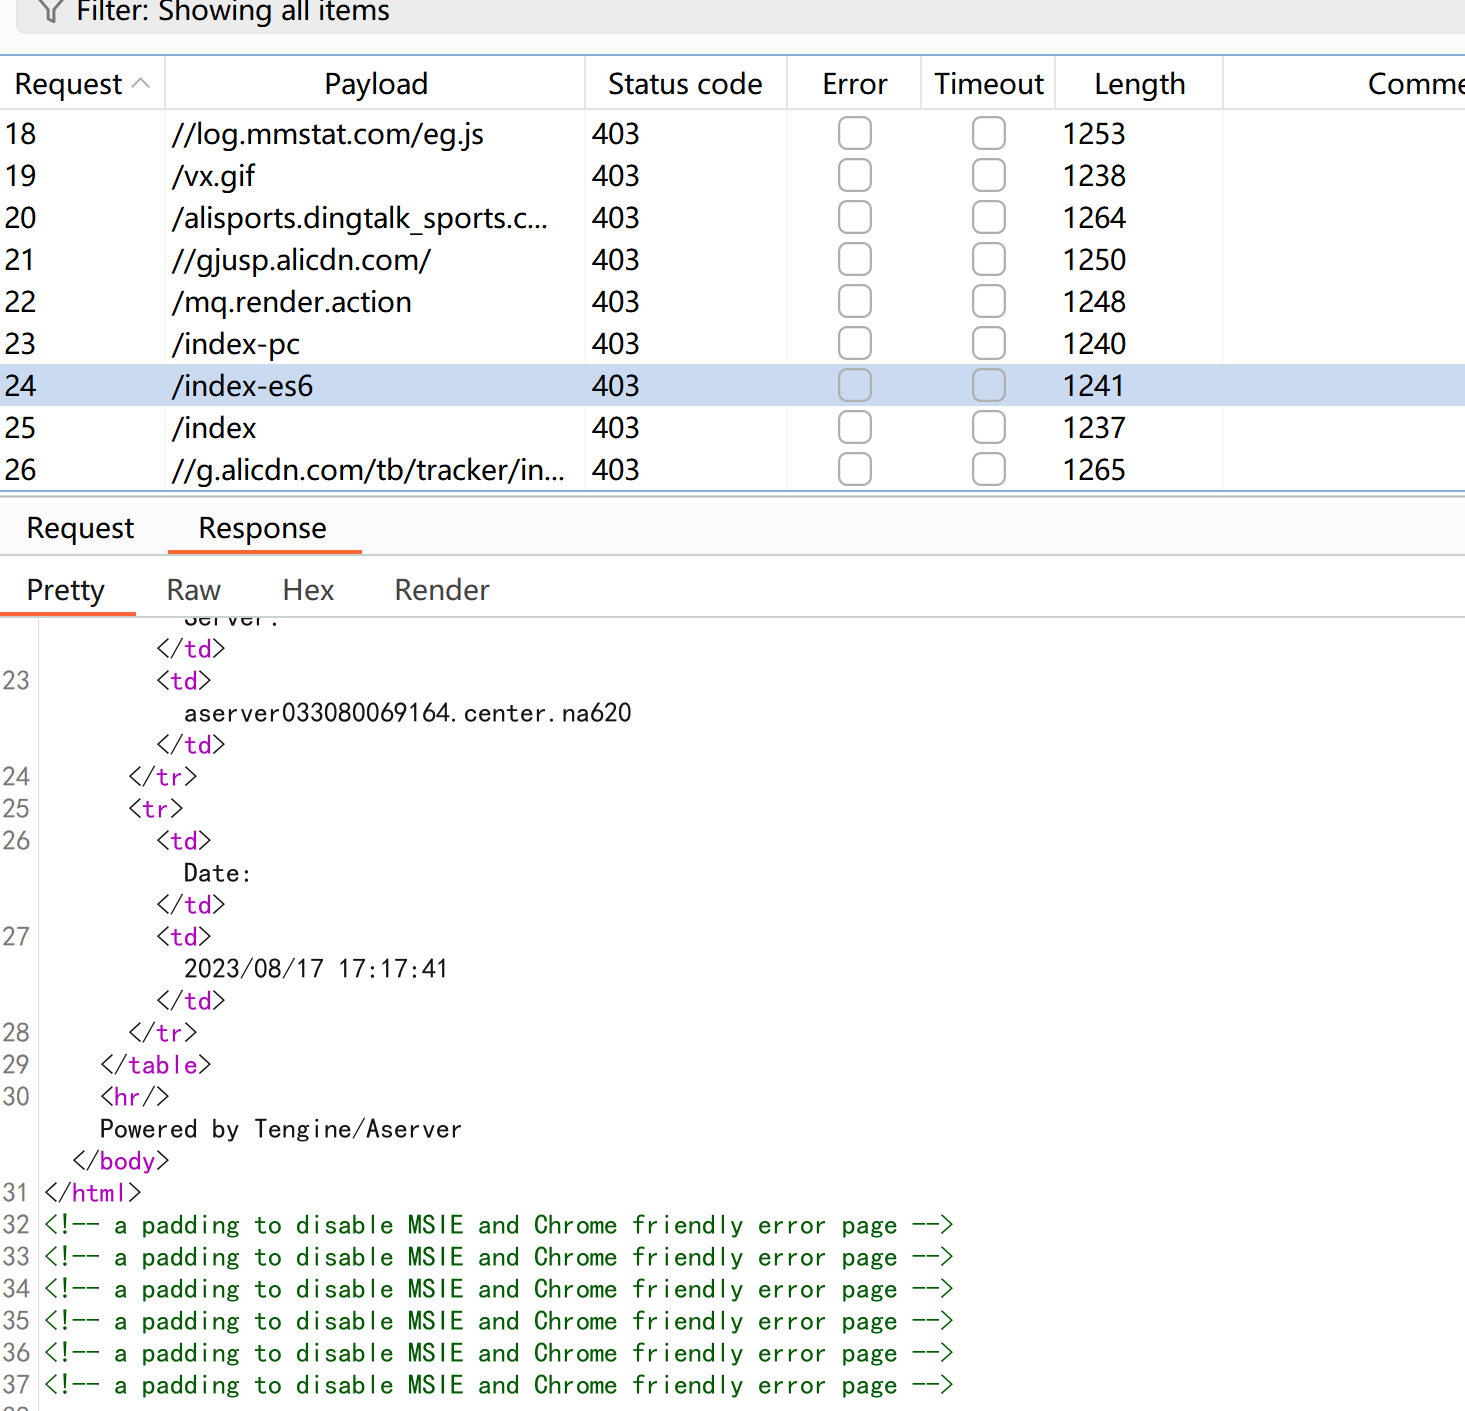 Filter: Showing all items
Request Payload Status code Error Timeout Length Comme
18 //log.mmstat.com/eg.js 403 1253
19 /vx.gif 403 1238
20 /alisports.dingtalk_sports.c... 403 1264
21 //gjusp.alicdn.com/ 403 1250
22 /mq.render.action 403 1248
23 /index-pc 403 1240
24 /index-es6 403 1241
25 /index 403 1237
26 //g.alicdn.com/tb/tracker/in... 403 1265
Request Response
Pretty Raw Hex Render
Server:
</td>
23 <td>
aserver033080069164.center.na620
</td>
24 </tr>
25 <tr>
26 <td>
Date:
</td>
27 <td>
2023/08/17 17:17:41
</td>
28 </tr>
29 </table>
30 <hr/>
Powered by Tengine/Aserver
</body>
31 </html>
32 <!-- a padding to disable MSIE and Chrome friendly error page -->
33 <!-- a padding to disable MSIE and Chrome friendly error page -->
34 <!-- a padding to disable MSIE and Chrome friendly error page -->
35 <!-- a padding to disable MSIE and Chrome friendly error page -->
36 <!-- a padding to disable MSIE and Chrome friendly error page -->
37 <!-- a padding to disable MSIE and Chrome friendly error page -->